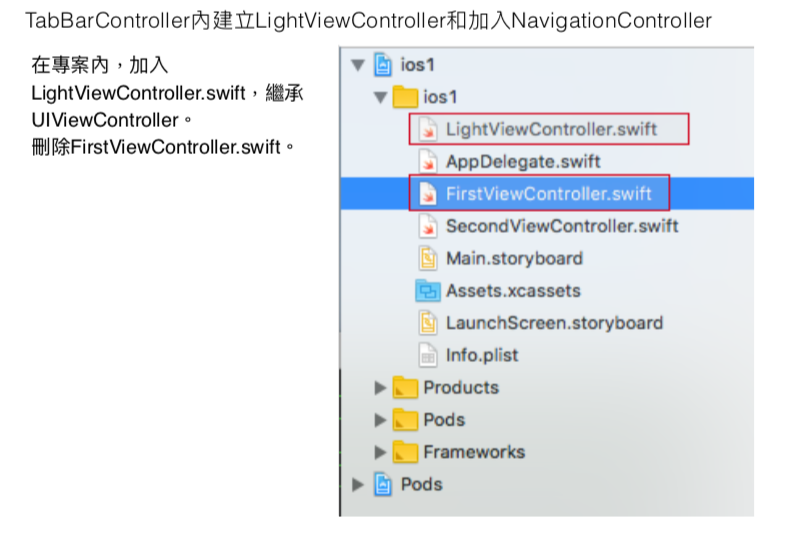 TabBarController內建立LightViewController和加入NavigationController
在專案內，加入
LightViewController.swift，繼承
UIViewController。
刪除FirstViewController.swift。
ios1
ios1
LightViewController.swift
AppDelegate.swift
FirstViewController.swift
SecondViewController.swift
Main.storyboard
Assets.xcassets
LaunchScreen.storyboard
Info.plist
Products
Pods
Frameworks
Pods